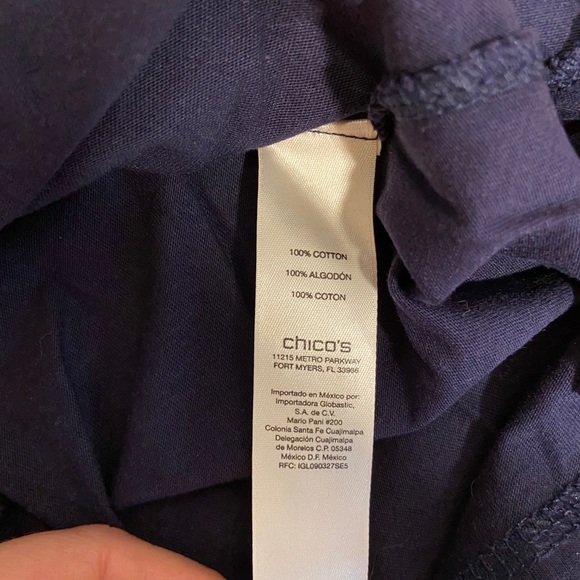 100% COTTON
100% ALGODÓN
100% COTON
chico's
11215 METRO PARKWAY
FORT MYERS, FL 33966
Importado en México por:
Importadora Globastic,
S.A. de C.V.
Mario Pani #200
Colonia Santa Fe Cuajimalpa
Delegación Cuajimalpa
de Morelos C.P. 05348
México D.F. México
RFC: IGL090327SE5